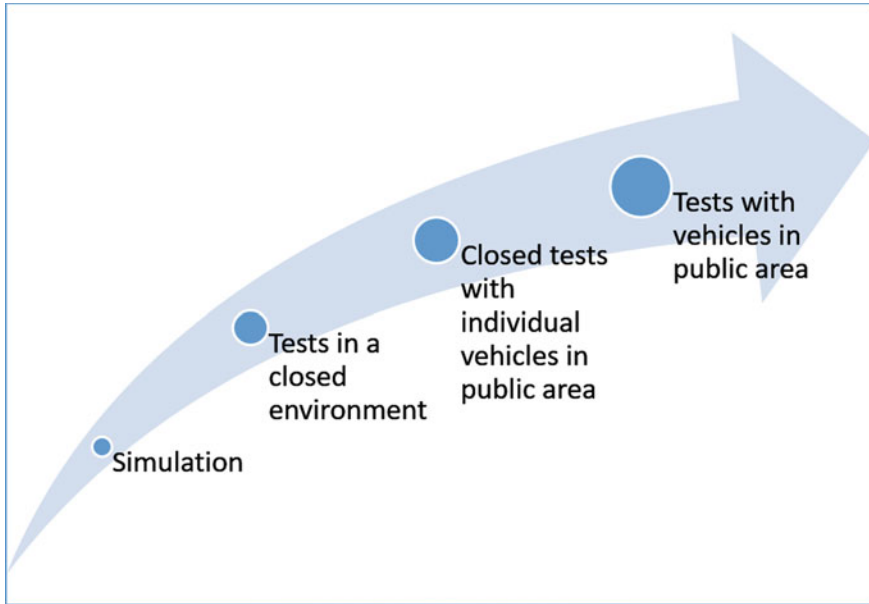 Simulation
Tests in a
closed
environment
Closed tests
with
individual
vehicles in
public area
Tests with
vehicles in
public area